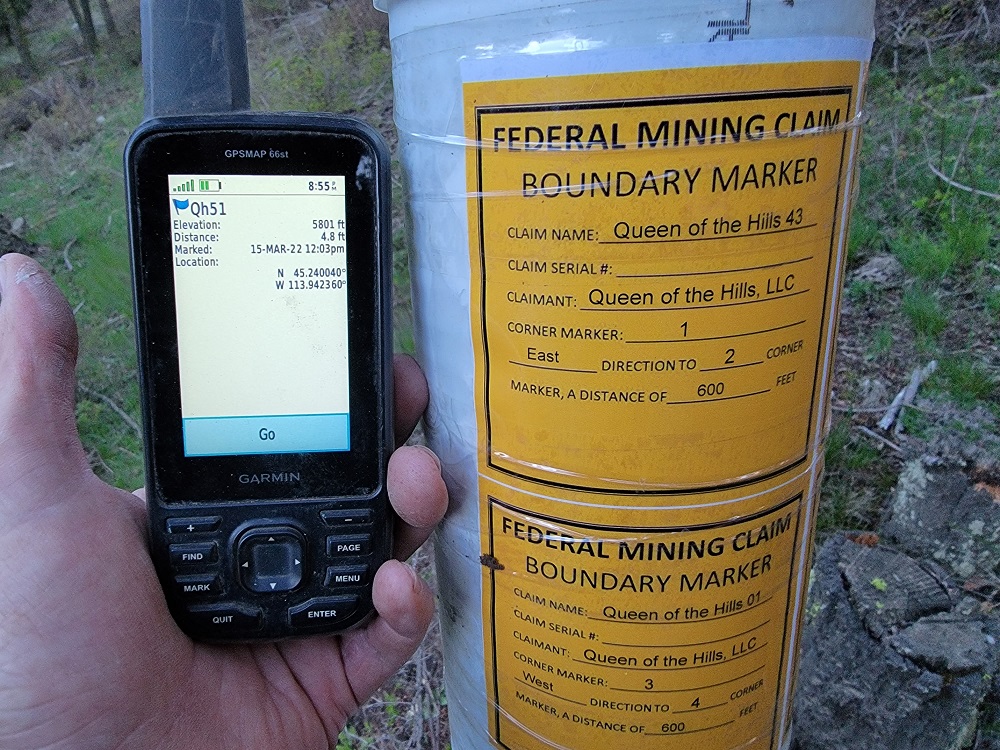 GPSMAP 66st
8:55
Qh51
Elevation: 5801 ft
Distance: 4.8 ft
Marked: 15-MAR-22 12:03pm
Location:
N 45.240040°
W 113.942360°
Go
GARMIN
+
–
FIND
PAGE
MARK
MENU
QUIT
ENTER
FEDERAL MINING CLAIM
BOUNDARY MARKER
CLAIM NAME: Queen of the Hills 43
CLAIM SERIAL #:
CLAIMANT: Queen of the Hills, LLC
CORNER MARKER: 1
East DIRECTION TO 2 CORNER
MARKER, A DISTANCE OF 600 FEET
FEDERAL MINING CLAIM
BOUNDARY MARKER
CLAIM NAME: Queen of the Hills 01
CLAIM SERIAL #:
CLAIMANT: Queen of the Hills, LLC
CORNER MARKER: 3
West DIRECTION TO 4 CORNER
MARKER, A DISTANCE OF 600 FEET